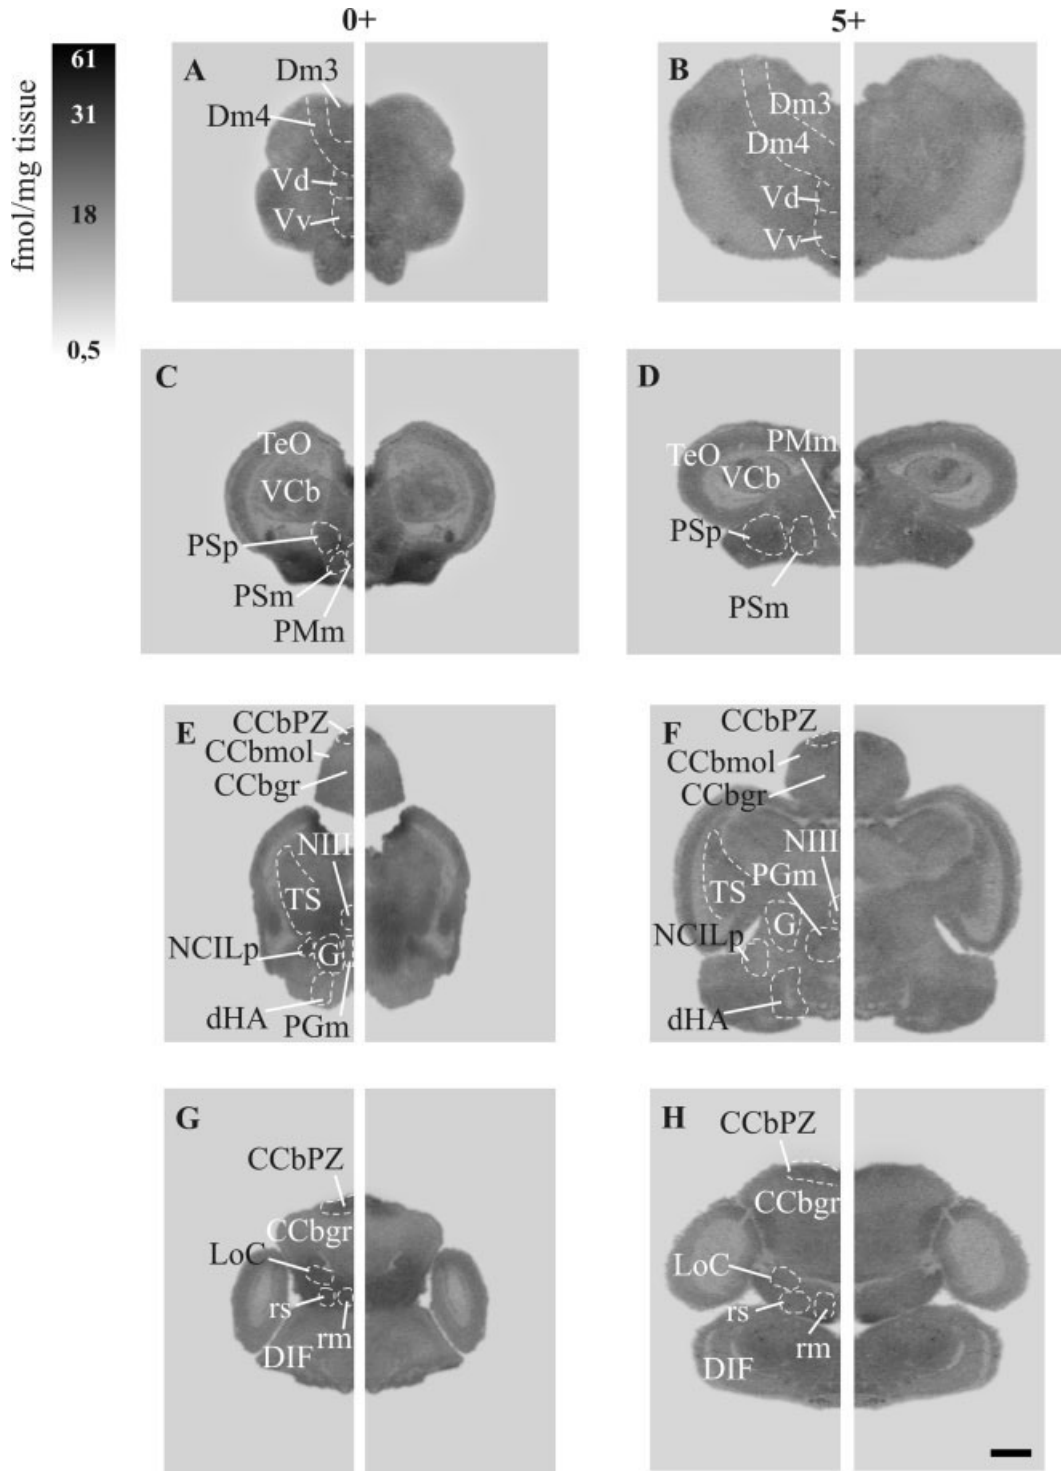 0+
5+
fmol/mg tissue
61
31
18
0,5
A
Dm3
Dm4
Vd
Vv
B
Dm3
Dm4
Vd
Vv
C
TeO
VCb
PSp
PSm
PMm
D
PMm
TeO
VCb
PSp
PSm
E
CCbPZ
CCbmol
CCbgr
NIII
TS
NCILp
G
dHA
PGm
F
CCbPZ
CCbmol
CCbgr
NIII
PGm
TS
G
NCILp
dHA
G
CCbPZ
CCbgr
LoC
rs
rm
DIF
H
CCbPZ
CCbgr
LoC
rs
rm
DIF